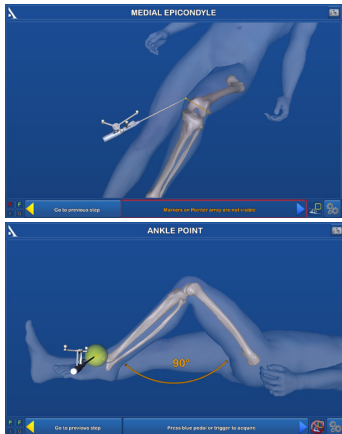 MEDIAL EPICONDYLE
Go to previous step
Markers on Pointer array are not visible
ANKLE POINT
90°
Go to previous step
Press blue pedal or trigger to acquire